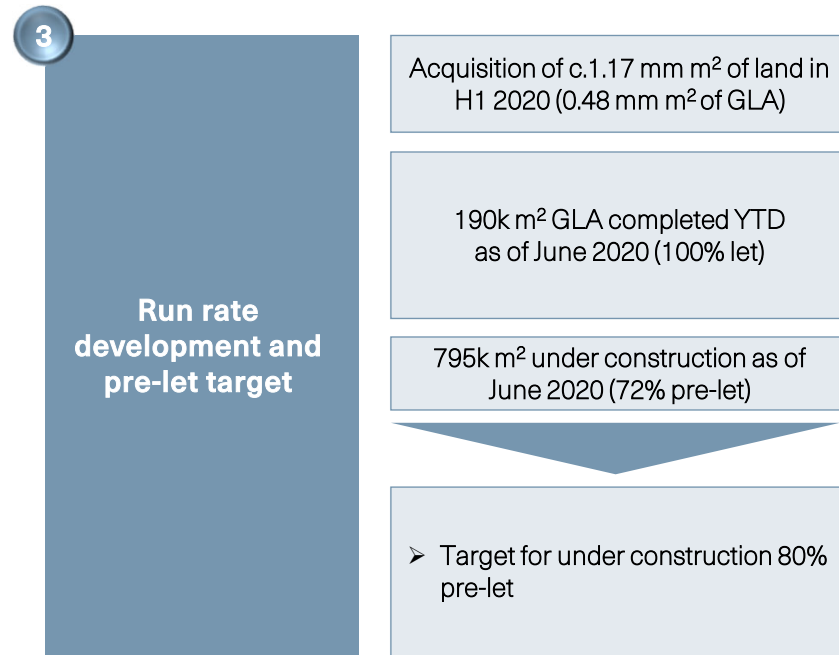 3
Run rate
development and
pre-let target
Acquisition of c.1.17 mm m² of land in
H1 2020 (0.48 mm m² of GLA)
190k m² GLA completed YTD
as of June 2020 (100% let)
795k m² under construction as of
June 2020 (72% pre-let)
➢ Target for under construction 80%
pre-let